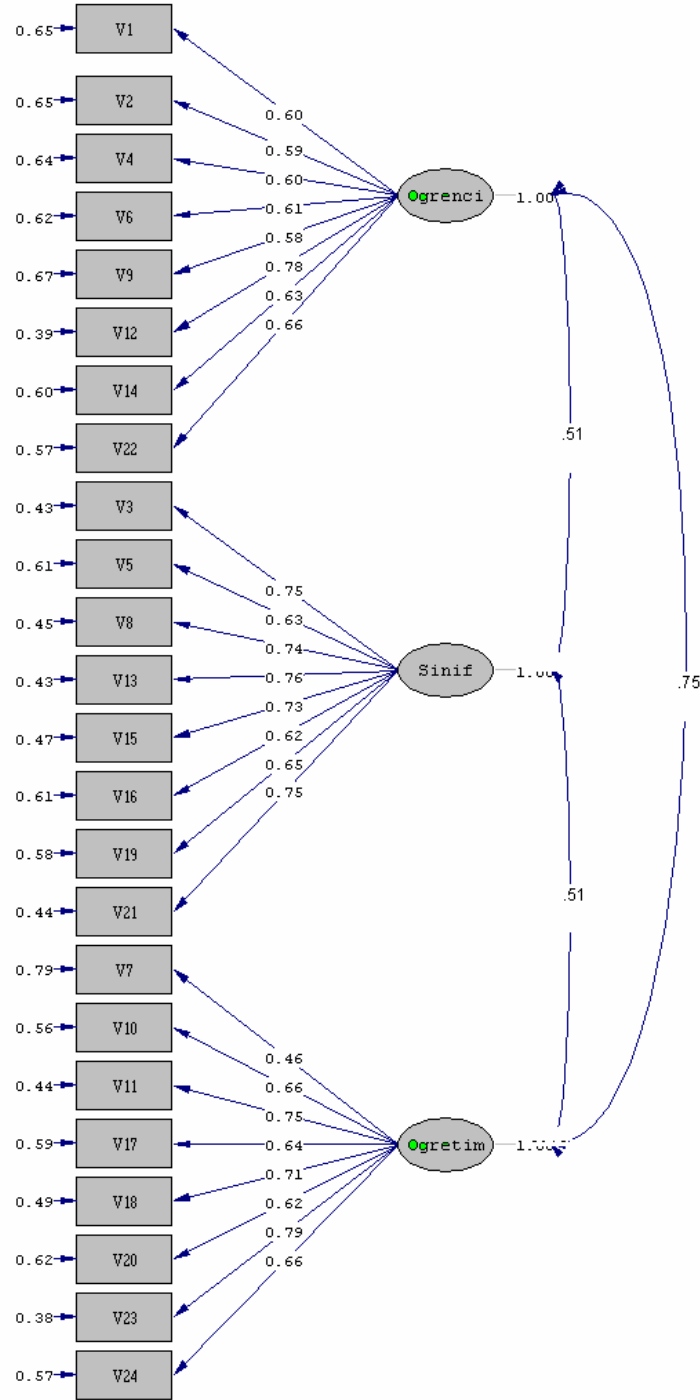 0.65 V1
0.60
0.65 V2
0.59
0.64 V4
0.60
Ogrenci 1.00
0.62 V6
0.61
0.58
0.67 V9
0.78
0.63
0.39 V12
0.66
0.60 V14
.51
0.57 V22
0.43 V3
0.61 V5
0.75
0.45 V8
0.63
0.74
0.43 V13
0.76
Sinif 1.00
.75
0.73
0.47 V15
0.62
0.65
0.61 V16
0.75
0.58 V19
.51
0.44 V21
0.79 V7
0.56 V10
0.46
0.44 V11
0.66
0.75
0.59 V17
0.64
Ogretim 1.00
0.71
0.49 V18
0.62
0.79
0.62 V20
0.66
0.38 V23
0.57 V24